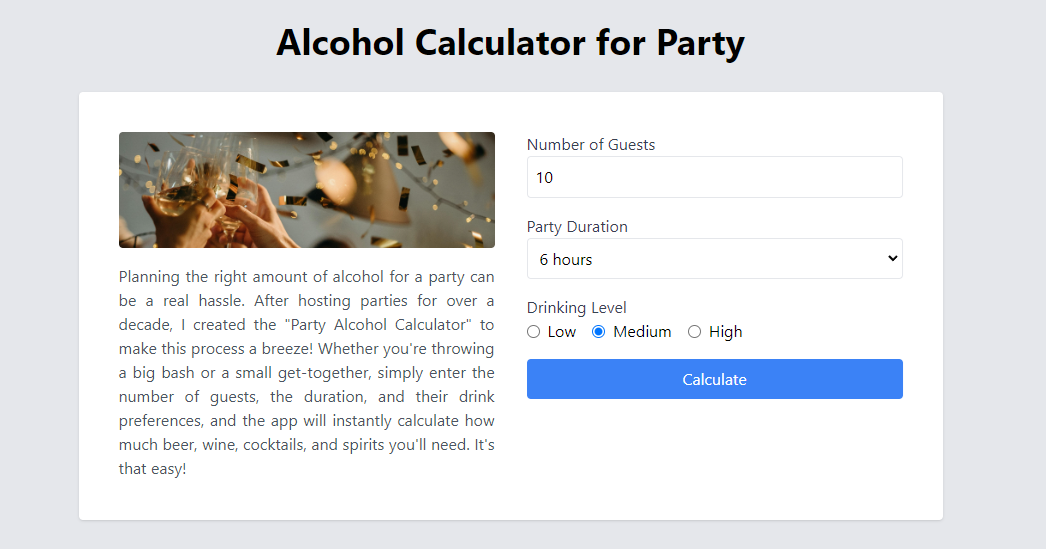 Alcohol Calculator for Party
Planning the right amount of alcohol for a party can
be a real hassle. After hosting parties for over a
decade, I created the "Party Alcohol Calculator" to
make this process a breeze! Whether you're throwing
a big bash or a small get-together, simply enter the
number of guests, the duration, and their drink
preferences, and the app will instantly calculate how
much beer, wine, cocktails, and spirits you'll need. It's
that easy!
Number of Guests
10
Party Duration
6 hours
Drinking Level
Low Medium High
Calculate